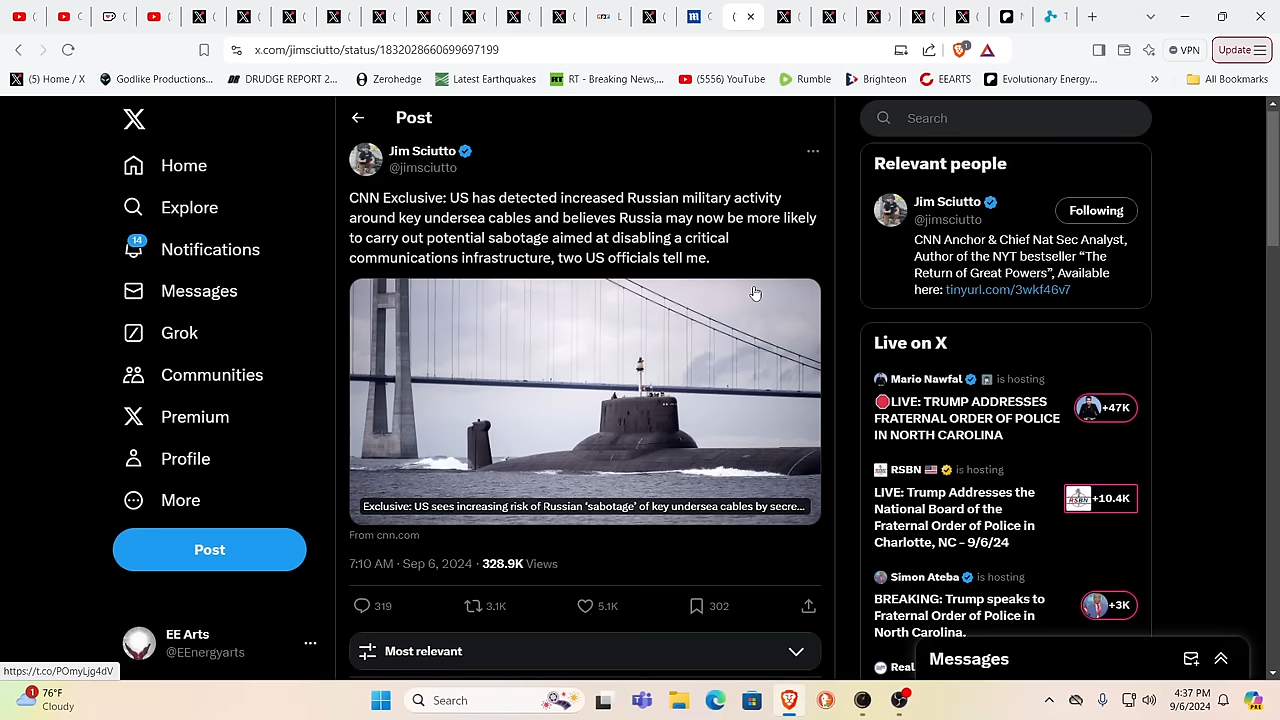 x.com/jimsciutto/status/1832028660699697199
VPN
Update
(5) Home / X
Godlike Productions...
DRUDGE REPORT 2...
Zerohedge
Latest Earthquakes
RT - Breaking News,...
(5556) YouTube
Rumble
Brighteon
EEARTS
Evolutionary Energy...
All Bookmarks
Home
Explore
14
Notifications
Messages
Grok
Communities
Premium
Profile
More
Post
EE Arts
@EEnergyarts
https://t.co/POmyLjg4dV
Post
Jim Sciutto
@jimsciutto
CNN Exclusive: US has detected increased Russian military activity
around key undersea cables and believes Russia may now be more likely
to carry out potential sabotage aimed at disabling a critical
communications infrastructure, two US officials tell me.
Exclusive: US sees increasing risk of Russian ‘sabotage’ of key undersea cables by secre...
From cnn.com
7:10 AM · Sep 6, 2024 · 328.9K Views
319
3.1K
5.1K
302
Most relevant
Search
Relevant people
Jim Sciutto
@jimsciutto
Following
CNN Anchor & Chief Nat Sec Analyst,
Author of the NYT bestseller “The
Return of Great Powers”, Available
here: tinyurl.com/3wkf46v7
Live on X
Mario Nawfal is hosting
LIVE: TRUMP ADDRESSES
FRATERNAL ORDER OF POLICE
IN NORTH CAROLINA
+47K
RSBN is hosting
LIVE: Trump Addresses the
National Board of the
Fraternal Order of Police in
Charlotte, NC - 9/6/24
+10.4K
Simon Ateba is hosting
BREAKING: Trump speaks to
Fraternal Order of Police in
North Carolina.
+3K
Real
Messages
1
76°F
Cloudy
Search
4:37 PM
9/6/2024